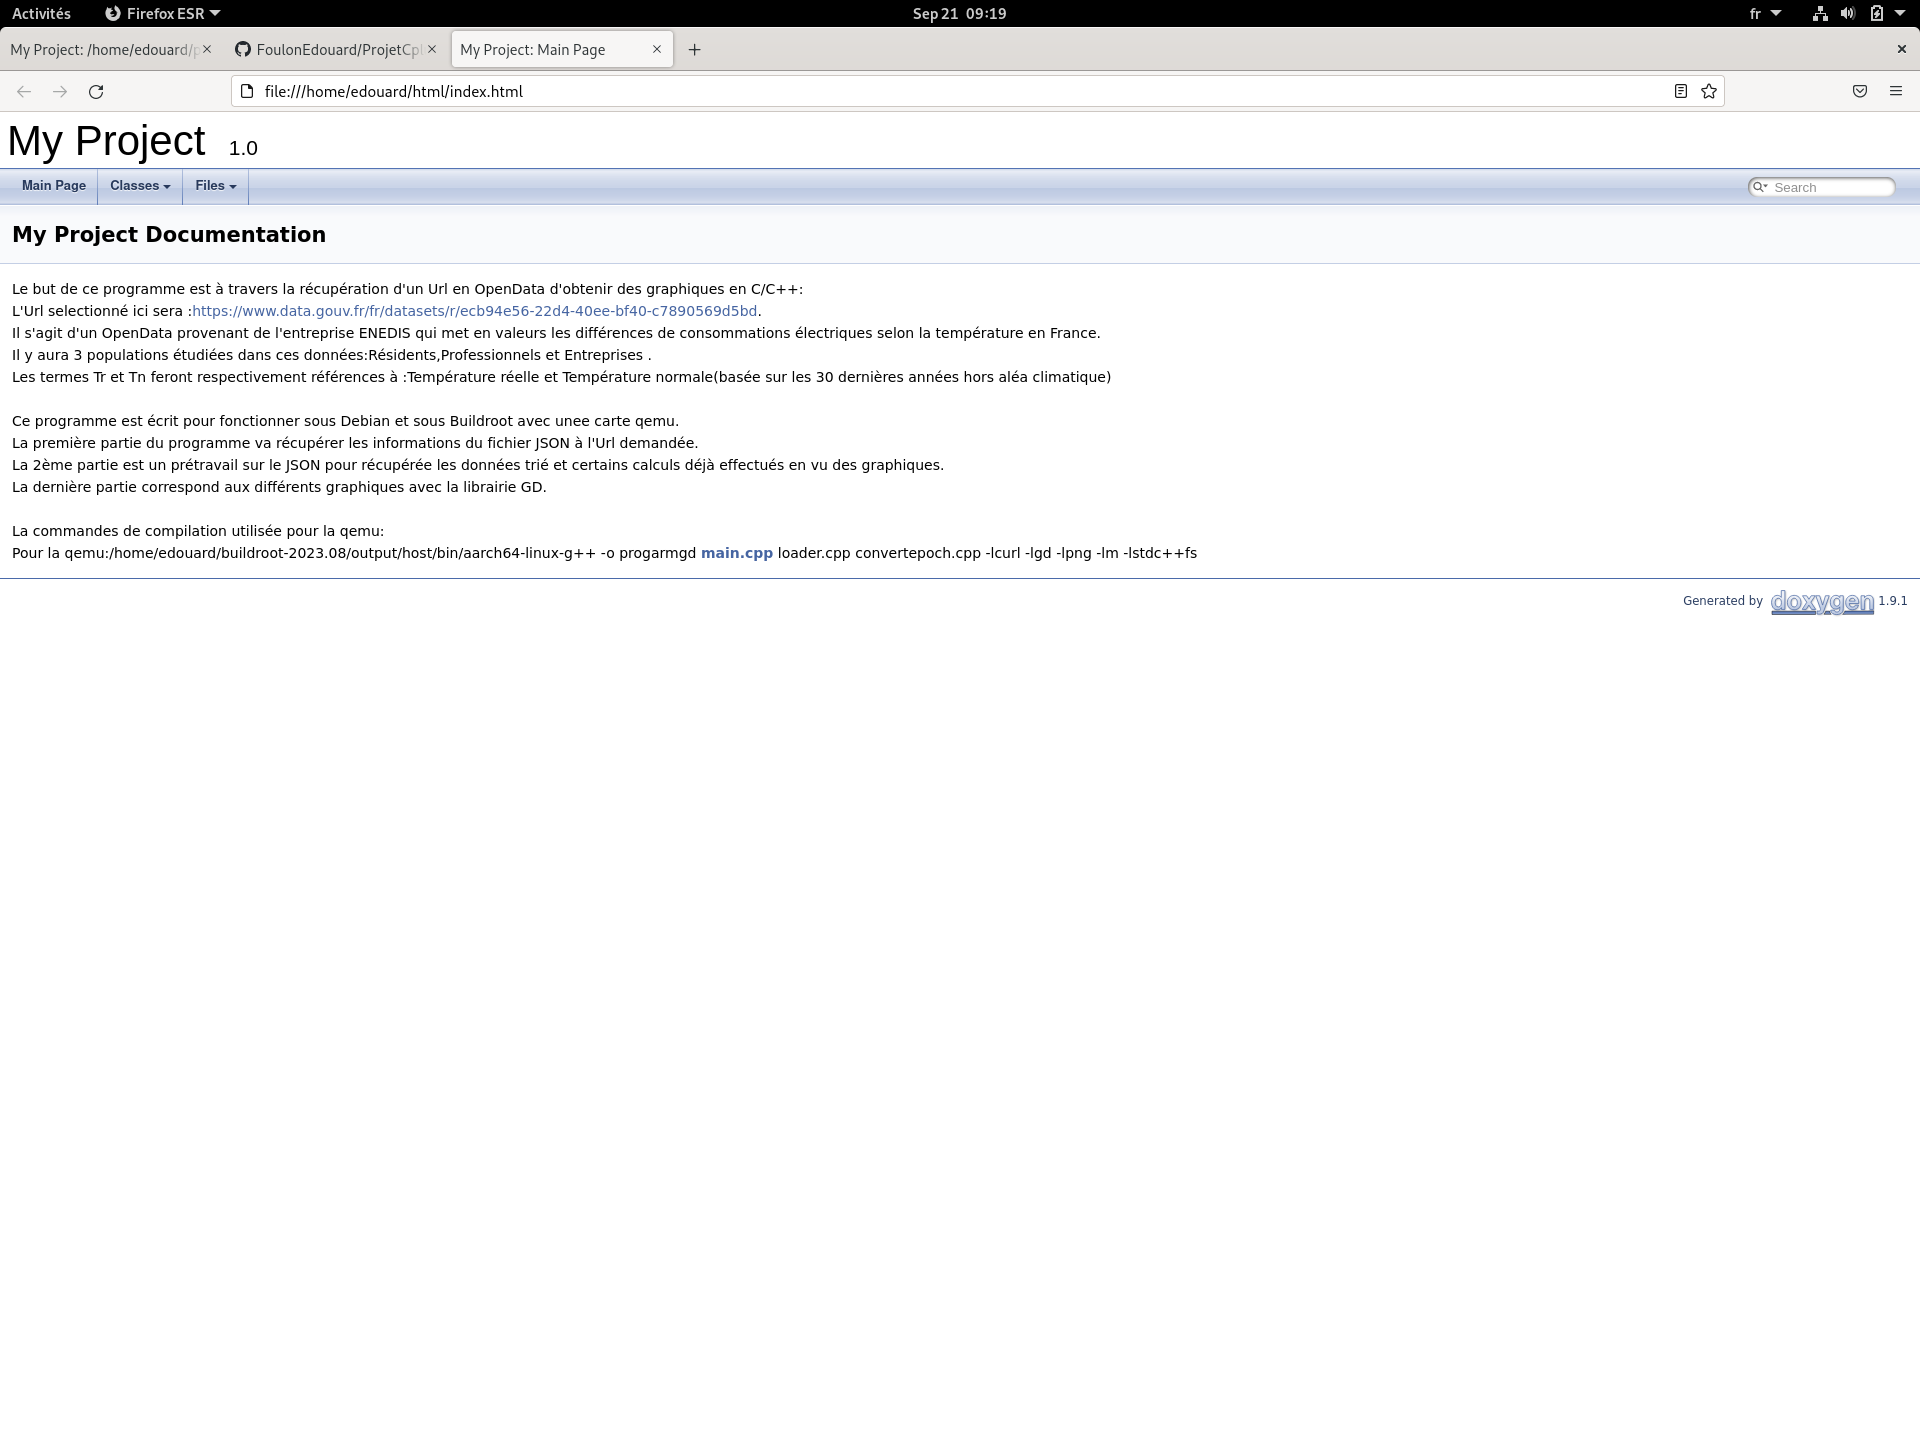 Activités Firefox ESR Sep 21 09:19 fr
My Project: /home/edouard/p FoulonEdouard/ProjetCp My Project: Main Page
file:///home/edouard/html/index.html
My Project 1.0
Main Page Classes Files Search
My Project Documentation
Le but de ce programme est à travers la récupération d'un Url en OpenData d'obtenir des graphiques en C/C++:
L'Url selectionné ici sera :https://www.data.gouv.fr/fr/datasets/r/ecb94e56-22d4-40ee-bf40-c7890569d5bd.
Il s'agit d'un OpenData provenant de l'entreprise ENEDIS qui met en valeurs les différences de consommations électriques selon la température en France.
Il y aura 3 populations étudiées dans ces données:Résidents,Professionnels et Entreprises .
Les termes Tr et Tn feront respectivement références à :Température réelle et Température normale(basée sur les 30 dernières années hors aléa climatique)
Ce programme est écrit pour fonctionner sous Debian et sous Buildroot avec unee carte qemu.
La première partie du programme va récupérer les informations du fichier JSON à l'Url demandée.
La 2ème partie est un prétravail sur le JSON pour récupérée les données trié et certains calculs déjà effectués en vu des graphiques.
La dernière partie correspond aux différents graphiques avec la librairie GD.
La commandes de compilation utilisée pour la qemu:
Pour la qemu:/home/edouard/buildroot-2023.08/output/host/bin/aarch64-linux-g++ -o progarmgd main.cpp loader.cpp convertepoch.cpp -lcurl -lgd -lpng -lm -lstdc++fs
Generated by doxygen 1.9.1